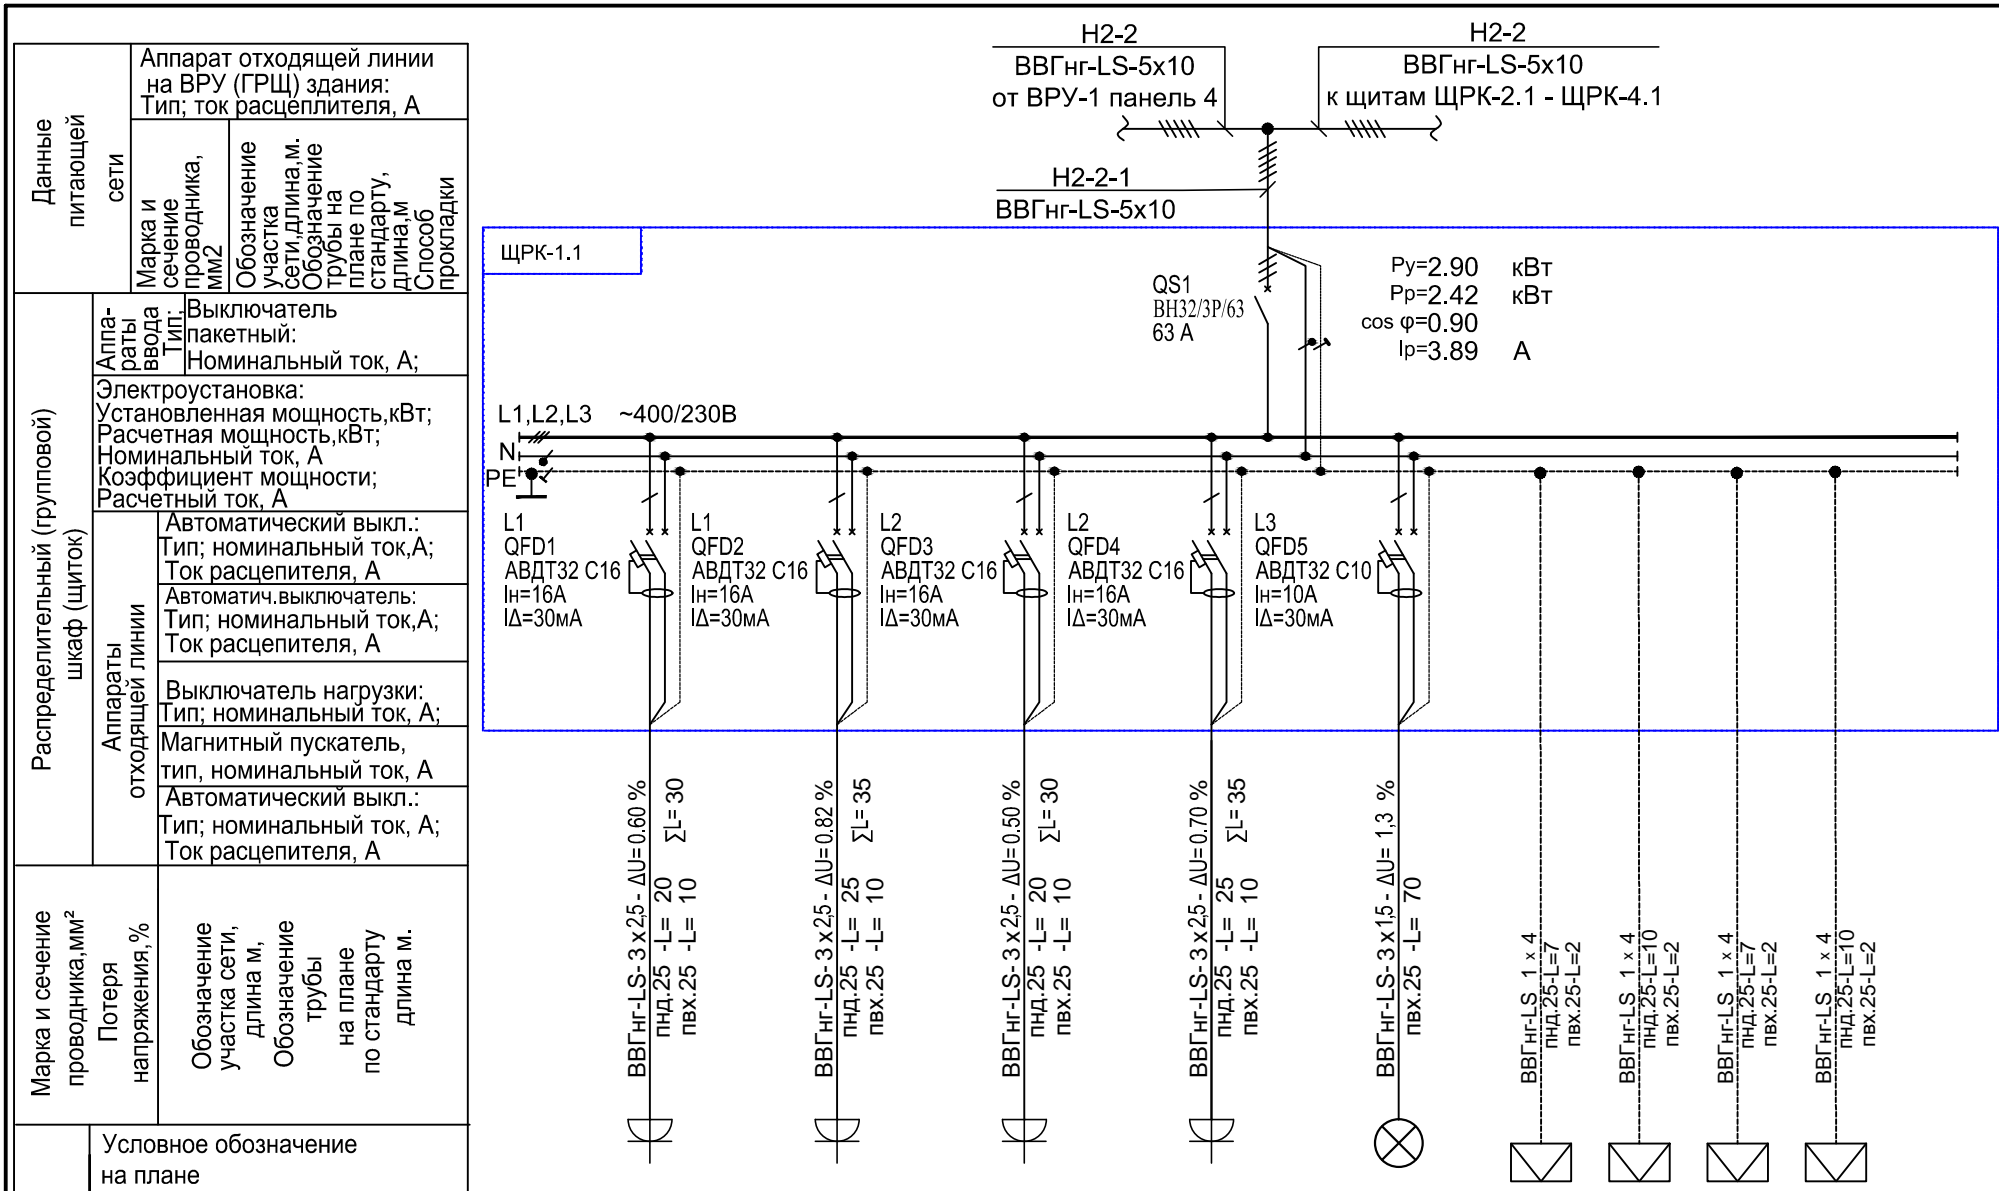 Аппарат отходящей линии
на ВРУ (ГРЩ) здания:
Тип; ток расцеплителя, А
Данные
питающей
сети
Марка и
сечение
проводника,
мм2
Обозначение
участка
сети,длина,м.
Обозначение
трубы на
плане по
стандарту,
длина,м
Способ
прокладки
Распределительный (групповой)
шкаф (щиток)
Аппа-
раты
ввода
Тип;
Выключатель
пакетный:
Номинальный ток, А;
Электроустановка:
Установленная мощность,кВт;
Расчетная мощность,кВт;
Номинальный ток, А
Коэффициент мощности;
Расчетный ток, А
Аппараты
отходящей линии
Автоматический выкл.:
Тип; номинальный ток,А;
Ток расцепителя, А
Автоматич.выключатель:
Тип; номинальный ток,А;
Ток расцепителя, А
Выключатель нагрузки:
Тип; номинальный ток, А;
Магнитный пускатель,
тип, номинальный ток, А
Автоматический выкл.:
Тип; номинальный ток, А;
Ток расцепителя, А
Марка и сечение
проводника,мм²
Потеря
напряжения,%
Обозначение
участка сети,
длина м,
Обозначение
трубы
на плане
по стандарту
длина м.
Условное обозначение
на плане
Н2-2
ВВГнг-LS-5х10
от ВРУ-1 панель 4
Н2-2
ВВГнг-LS-5х10
к щитам ЩРК-2.1 - ЩРК-4.1
Н2-2-1
ВВГнг-LS-5х10
ЩРК-1.1
QS1
ВН32/3Р/63
63 А
Ру=2.90 кВт
Рр=2.42 кВт
cos φ=0.90
Iр=3.89 А
L1,L2,L3 ~400/230В
N
PE
L1
QFD1
АВДТ32 С16
Iн=16А
IΔ=30мА
L1
QFD2
АВДТ32 С16
Iн=16А
IΔ=30мА
L2
QFD3
АВДТ32 С16
Iн=16А
IΔ=30мА
L2
QFD4
АВДТ32 С16
Iн=16А
IΔ=30мА
L3
QFD5
АВДТ32 С10
Iн=10А
IΔ=30мА
ВВГнг-LS- 3 х 2,5 - ΔU= 0.60 %
пнд.25 -L= 20 ∑L= 30
пвх.25 -L= 10
ВВГнг-LS- 3 х 2,5 - ΔU= 0.82 %
пнд.25 -L= 25 ∑L= 35
пвх.25 -L= 10
ВВГнг-LS- 3 х 2,5 - ΔU= 0.50 %
пнд.25 -L= 20 ∑L= 30
пвх.25 -L= 10
ВВГнг-LS- 3 х 2,5 - ΔU= 0.70 %
пнд.25 -L= 25 ∑L= 35
пвх.25 -L= 10
ВВГнг-LS- 3 х 1,5 - ΔU= 1,3 %
пвх.25 -L= 70
ВВГнг-LS 1 х 4
пнд.25-L=7
пвх.25-L=2
ВВГнг-LS 1 х 4
пнд.25-L=10
пвх.25-L=2
ВВГнг-LS 1 х 4
пнд.25-L=7
пвх.25-L=2
ВВГнг-LS 1 х 4
пнд.25-L=10
пвх.25-L=2